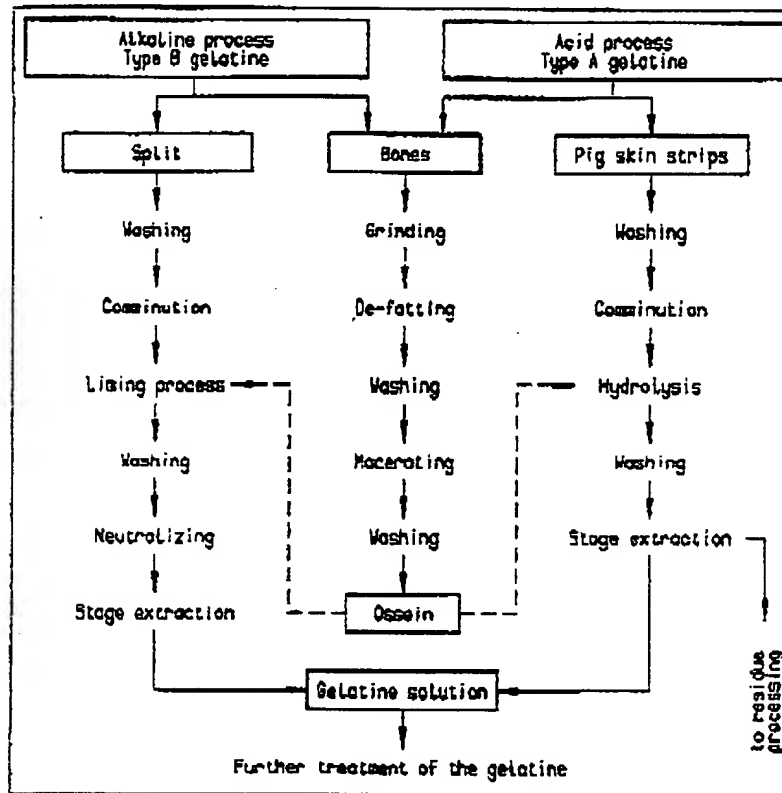 Alkaline process
Type B gelatine
Acid process
Type A gelatine
Split
Bones
Pig skin strips
Washing
Grinding
Washing
Comminution
De-fatting
Comminution
Liming process
Washing
Hydrolysis
Washing
Macerating
Washing
Neutralizing
Washing
Stage extraction
Stage extraction
Ossein
Gelatine solution
to residue
processing
Further treatment of the gelatine